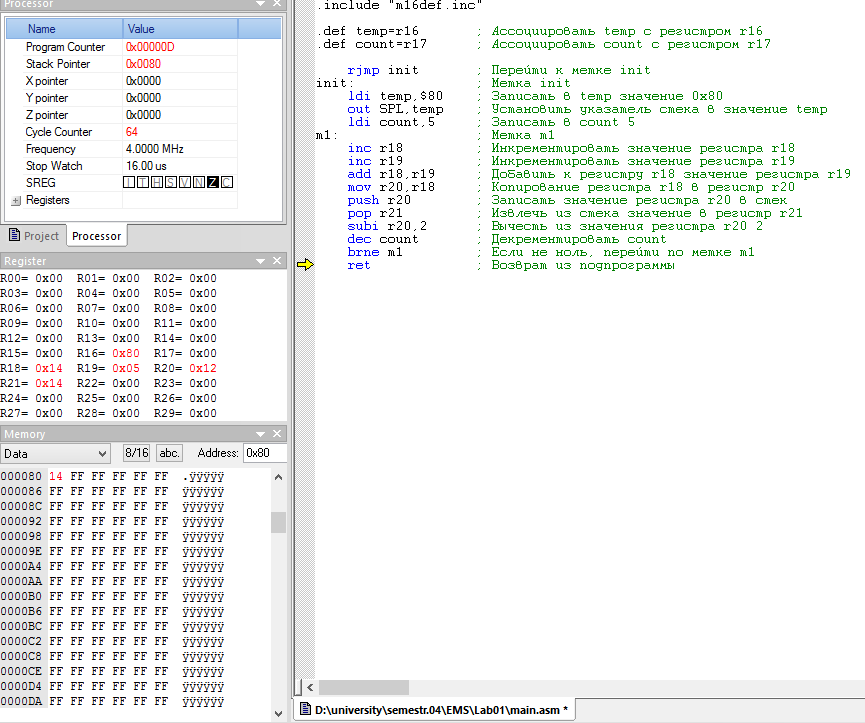 Processor
Name Value
Program Counter 0x00000D
Stack Pointer 0x0080
X pointer 0x0000
Y pointer 0x0000
Z pointer 0x0000
Cycle Counter 64
Frequency 4.0000 MHz
Stop Watch 16.00 us
SREG I T H S V N Z C
Registers
Project Processor
Register
R00= 0x00 R01= 0x00 R02= 0x00
R03= 0x00 R04= 0x00 R05= 0x00
R06= 0x00 R07= 0x00 R08= 0x00
R09= 0x00 R10= 0x00 R11= 0x00
R12= 0x00 R13= 0x00 R14= 0x00
R15= 0x00 R16= 0x80 R17= 0x00
R18= 0x14 R19= 0x05 R20= 0x12
R21= 0x14 R22= 0x00 R23= 0x00
R24= 0x00 R25= 0x00 R26= 0x00
R27= 0x00 R28= 0x00 R29= 0x00
Memory
Data 8/16 abc. Address: 0x80
000080 14 FF FF FF FF FF .ÿÿÿÿÿ
000086 FF FF FF FF FF FF ÿÿÿÿÿÿ
00008C FF FF FF FF FF FF ÿÿÿÿÿÿ
000092 FF FF FF FF FF FF ÿÿÿÿÿÿ
000098 FF FF FF FF FF FF ÿÿÿÿÿÿ
00009E FF FF FF FF FF FF ÿÿÿÿÿÿ
0000A4 FF FF FF FF FF FF ÿÿÿÿÿÿ
0000AA FF FF FF FF FF FF ÿÿÿÿÿÿ
0000B0 FF FF FF FF FF FF ÿÿÿÿÿÿ
0000B6 FF FF FF FF FF FF ÿÿÿÿÿÿ
0000BC FF FF FF FF FF FF ÿÿÿÿÿÿ
0000C2 FF FF FF FF FF FF ÿÿÿÿÿÿ
0000C8 FF FF FF FF FF FF ÿÿÿÿÿÿ
0000CE FF FF FF FF FF FF ÿÿÿÿÿÿ
0000D4 FF FF FF FF FF FF ÿÿÿÿÿÿ
0000DA FF FF FF FF FF FF ÿÿÿÿÿÿ
.include "m16def.inc"
.def temp=r16 ; Ассоциировать temp с регистром r16
.def count=r17 ; Ассоциировать count с регистром r17
rjmp init ; Перейти к метке init
init: ; Метка init
ldi temp,$80 ; Записать в temp значение 0x80
out SPL,temp ; Установить указатель стека в значение temp
ldi count,5 ; Записать в count 5
m1: ; Метка m1
inc r18 ; Инкрементировать значение регистра r18
inc r19 ; Инкрементировать значение регистра r19
add r18,r19 ; Добавить к регистру r18 значение регистра r19
mov r20,r18 ; Копирование регистра r18 в регистр r20
push r20 ; Записать значение регистра r20 в стек
pop r21 ; Извлечь из стека значение в регистр r21
subi r20,2 ; Вычесть из значения регистра r20 2
dec count ; Декрементировать count
brne m1 ; Если не ноль, перейти по метке m1
ret ; Возврат из подпрограммы
D:\university\semestr.04\EMS\Lab01\main.asm *